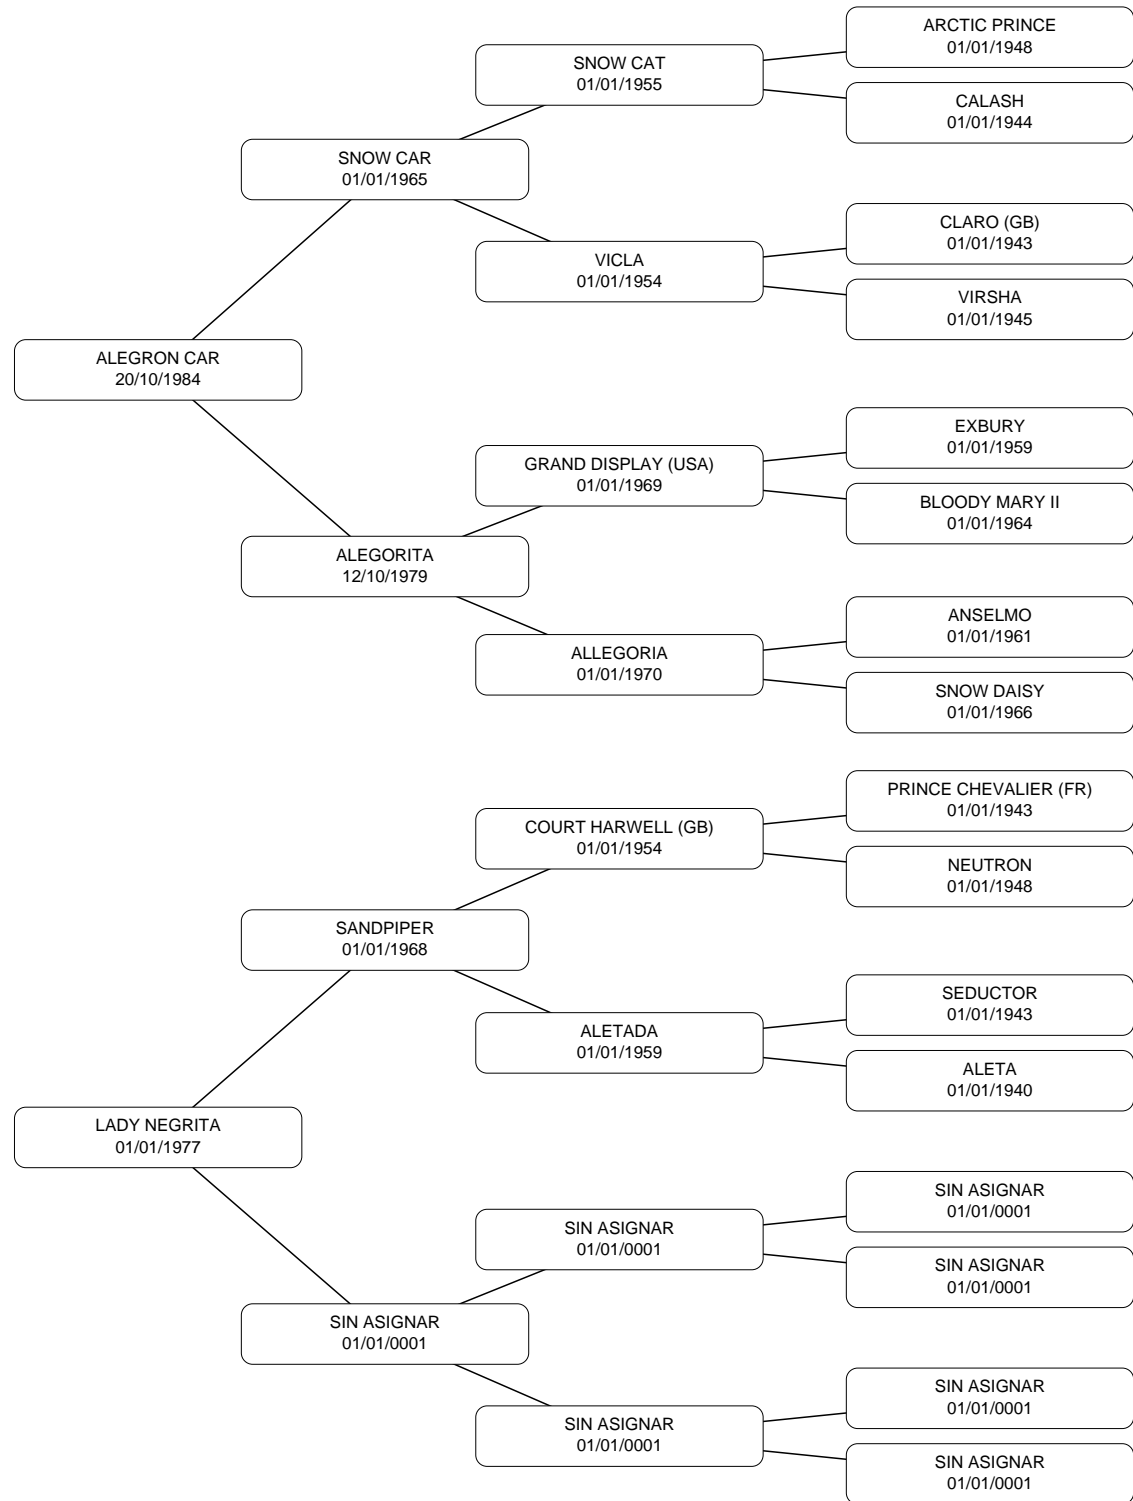 ARCTIC PRINCE
01/01/1948
SNOW CAT
01/01/1955
CALASH
01/01/1944
SNOW CAR
01/01/1965
CLARO (GB)
01/01/1943
VICLA
01/01/1954
VIRSHA
01/01/1945
ALEGRON CAR
20/10/1984
EXBURY
01/01/1959
GRAND DISPLAY (USA)
01/01/1969
BLOODY MARY II
01/01/1964
ALEGORITA
12/10/1979
ANSELMO
01/01/1961
ALLEGORIA
01/01/1970
SNOW DAISY
01/01/1966
PRINCE CHEVALIER (FR)
01/01/1943
COURT HARWELL (GB)
01/01/1954
NEUTRON
01/01/1948
SANDPIPER
01/01/1968
SEDUCTOR
01/01/1943
ALETADA
01/01/1959
ALETA
01/01/1940
LADY NEGRITA
01/01/1977
SIN ASIGNAR
01/01/0001
SIN ASIGNAR
01/01/0001
SIN ASIGNAR
01/01/0001
SIN ASIGNAR
01/01/0001
SIN ASIGNAR
01/01/0001
SIN ASIGNAR
01/01/0001
SIN ASIGNAR
01/01/0001